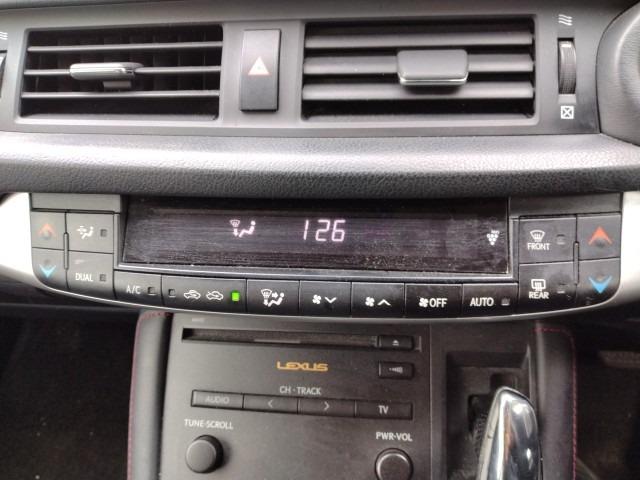 126
FRONT
DUAL
A/C
OFF
AUTO
REAR
LEXUS
CH · TRACK
AUDIO
TV
TUNE·SCROLL
PWR·VOL